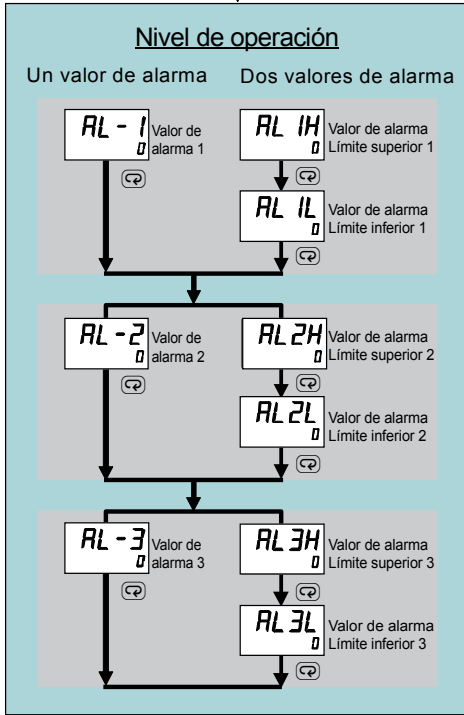 Nivel de operación
Un valor de alarma
Dos valores de alarma
AL-1
0
Valor de
alarma 1
AL 1H
0
Valor de alarma
Límite superior 1
AL 1L
0
Valor de alarma
Límite inferior 1
AL-2
0
Valor de
alarma 2
AL2H
0
Valor de alarma
Límite superior 2
AL2L
0
Valor de alarma
Límite inferior 2
AL-3
0
Valor de
alarma 3
AL3H
0
Valor de alarma
Límite superior 3
AL3L
0
Valor de alarma
Límite inferior 3